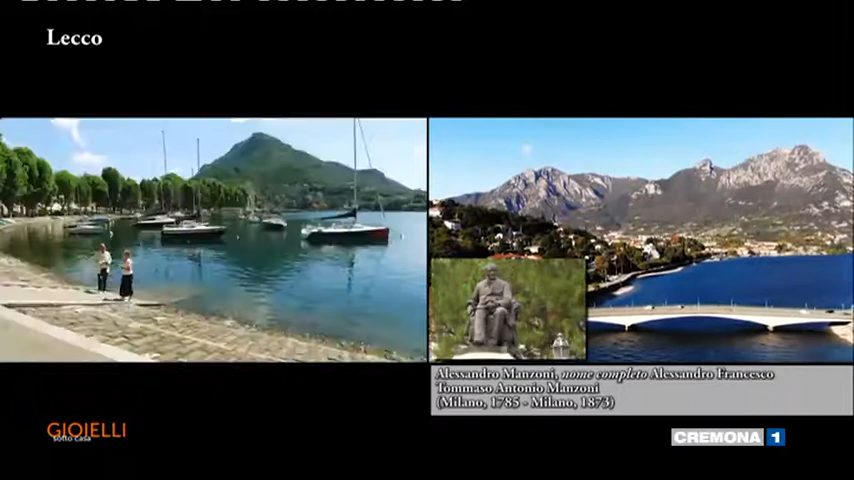 Lecco
Alessandro Manzoni, nome completo Alessandro Francesco
Tommaso Antonio Manzoni
(Milano, 1785 - Milano, 1873)
GIOIELLI
sotto casa
CREMONA 1